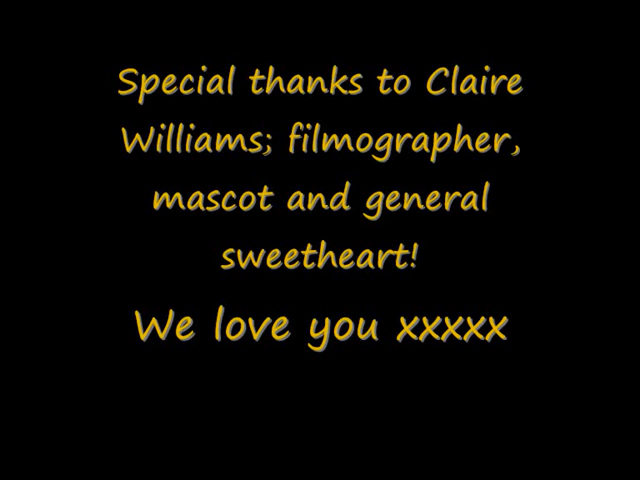 Special thanks to Claire
Williams; filmographer,
mascot and general
sweetheart!
We love you xxxxx